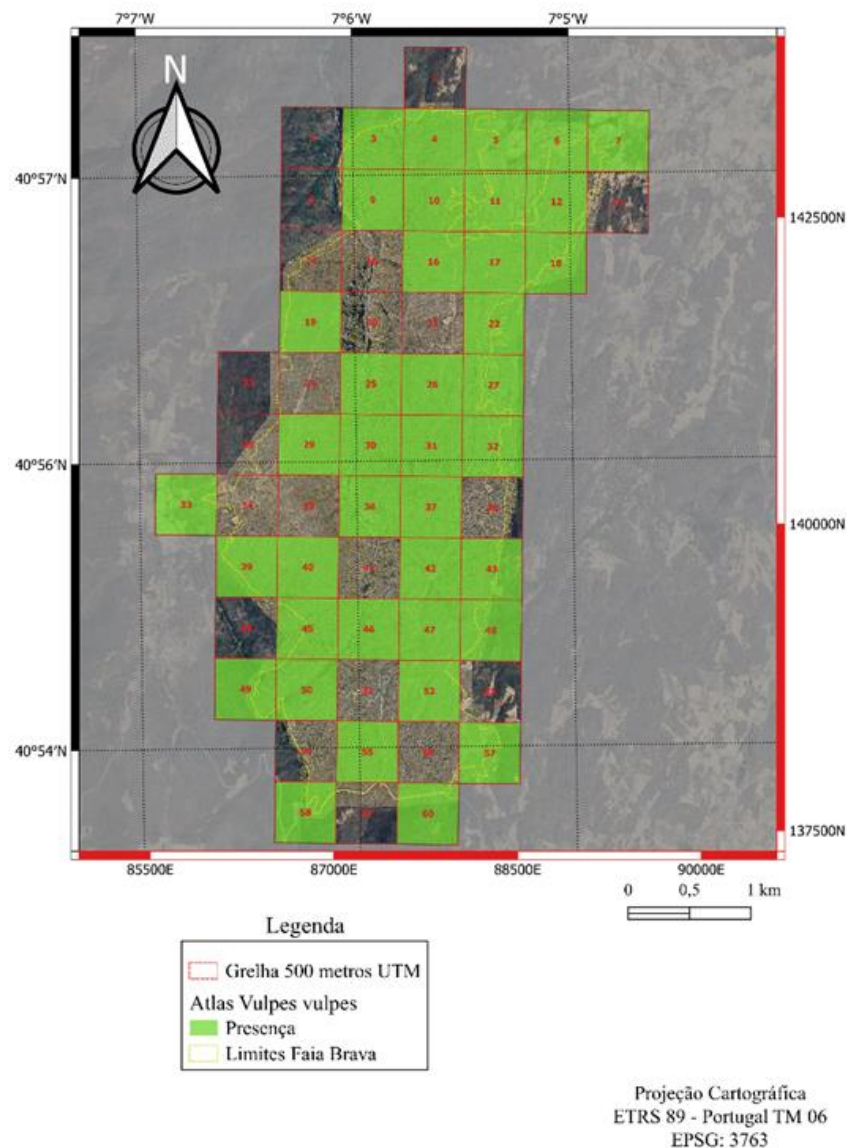 7°7'W 7°6'W 7°5'W
N
3 4 5 6 7
40°57'N
9 10 11 12
142500N
16 17 18
19 22
25 26 27
29 30 31 32
40°56'N
33 36 37
140000N
39 40 42 43
45 46 47 48
49 50 52
40°54'N
55 57
58 60
137500N
85500E 87000E 88500E 90000E
0 0,5 1 km
Legenda
Grelha 500 metros UTM
Atlas Vulpes vulpes
Presença
Limites Faia Brava
Projeção Cartográfica
ETRS 89 - Portugal TM 06
EPSG: 3763